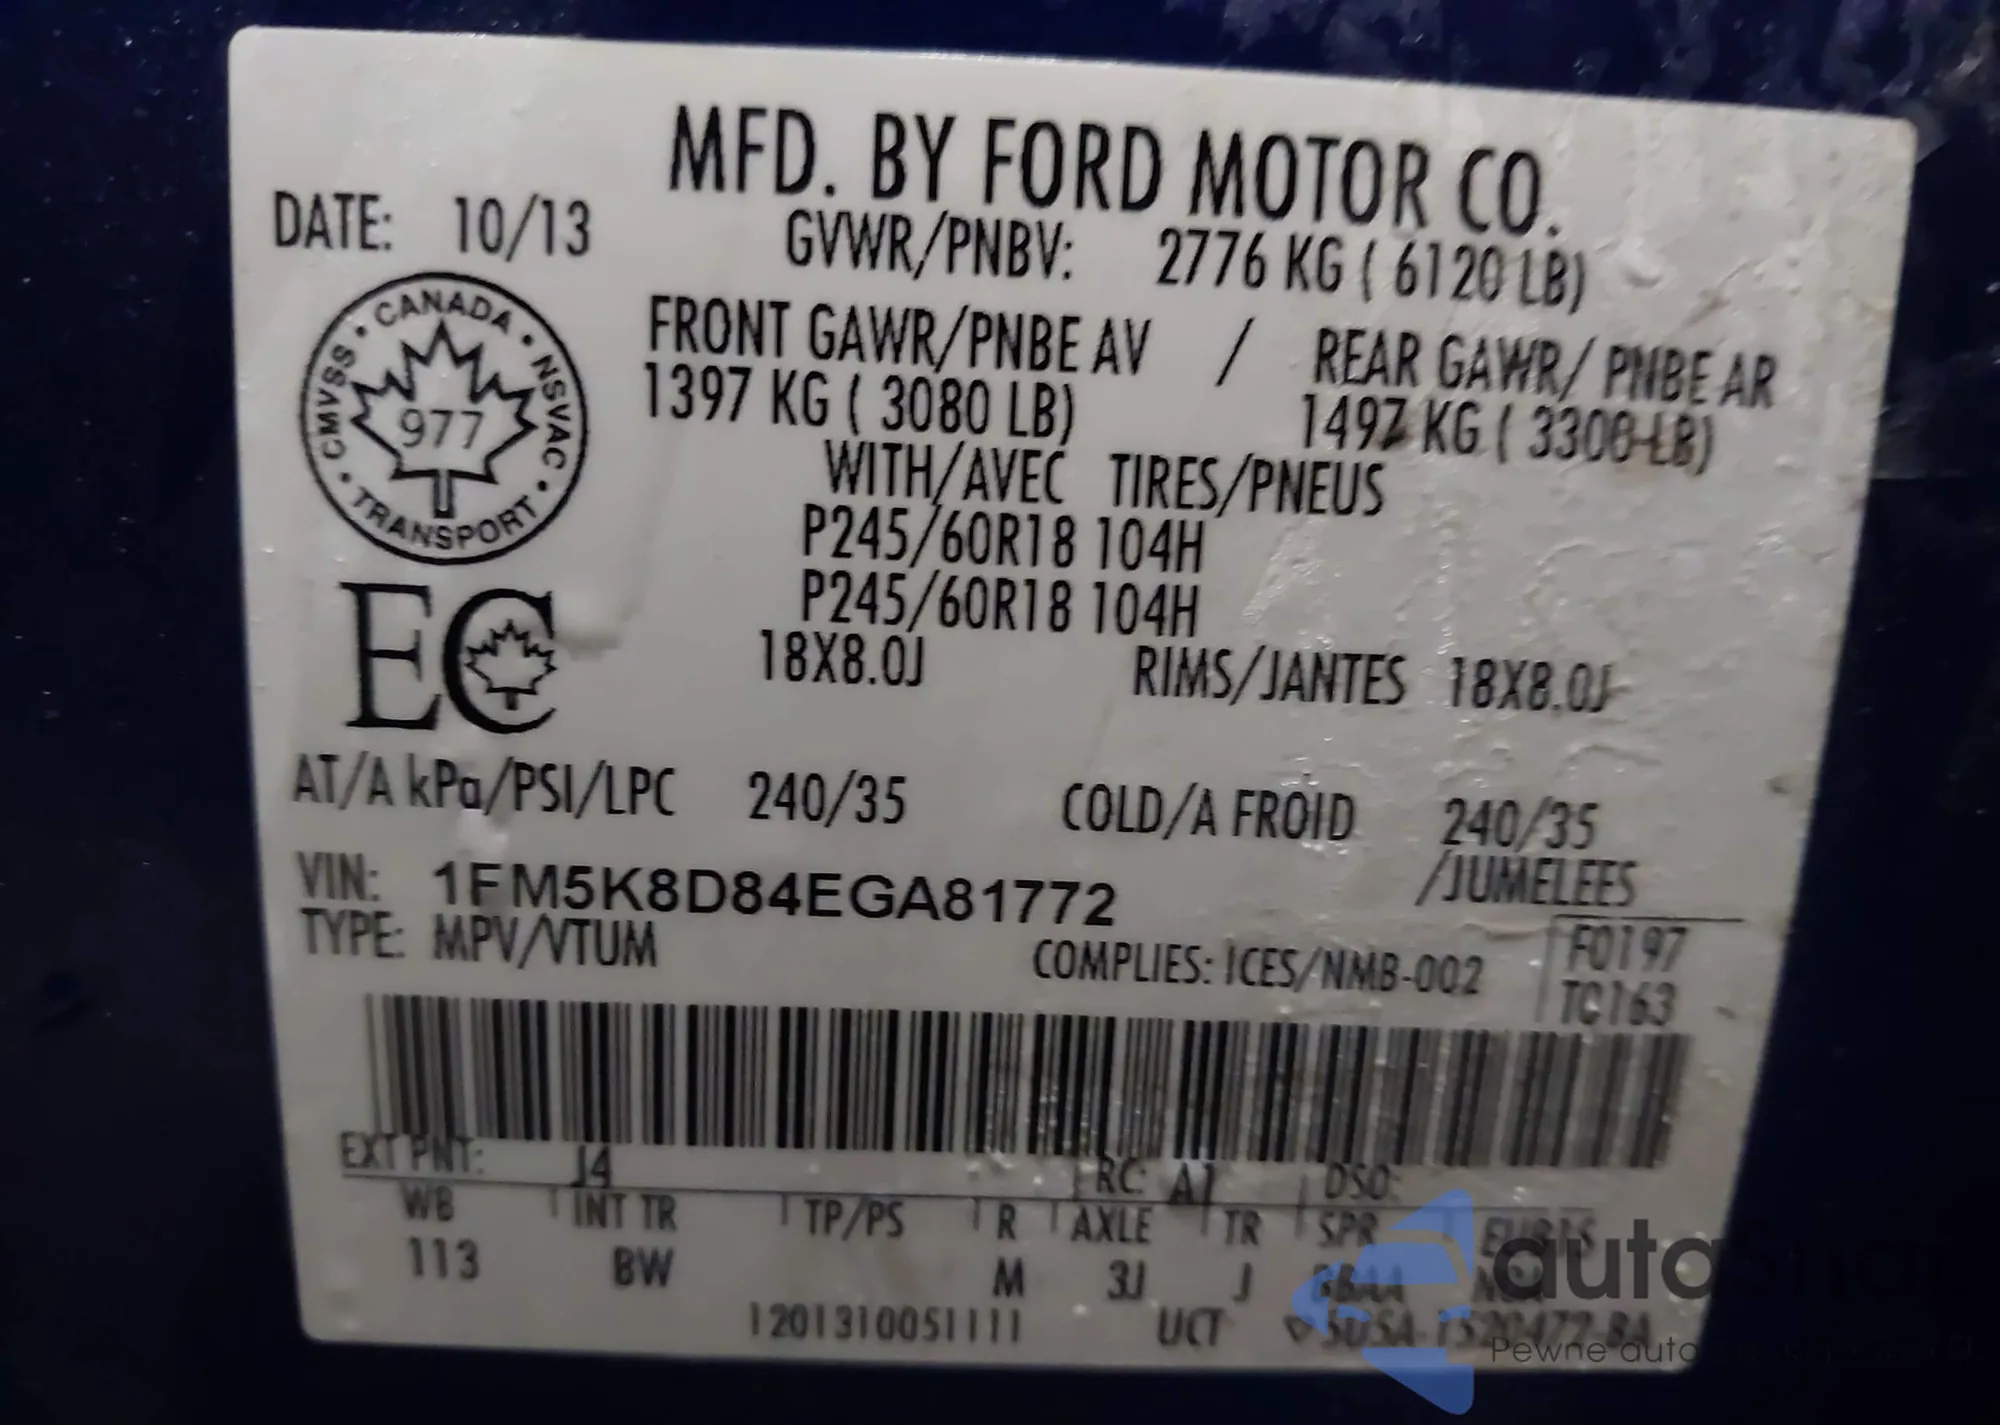 MFD. BY FORD MOTOR CO.
DATE: 10/13
GVWR/PNBV: 2776 KG ( 6120 LB)
FRONT GAWR/PNBE AV / REAR GAWR/ PNBE AR
1397 KG ( 3080 LB) 1497 KG ( 3300 LB)
CMVSS • CANADA • NSVAC • TRANSPORT •
977
WITH/AVEC TIRES/PNEUS
P245/60R18 104H
P245/60R18 104H
EC
18X8.0J RIMS/JANTES 18X8.0J
AT/A kPa/PSI/LPC 240/35 COLD/A FROID 240/35
/JUMELEES
VIN: 1FM5K8D84EGA81772
TYPE: MPV/VTUM
COMPLIES: ICES/NMB-002
F0197
TC163
EXT PNT: J4 RC: A1 DSO:
WB INT TR TP/PS R AXLE TR SPR
113 BW M 3J J
1201310051111 UCT
Pewne auto